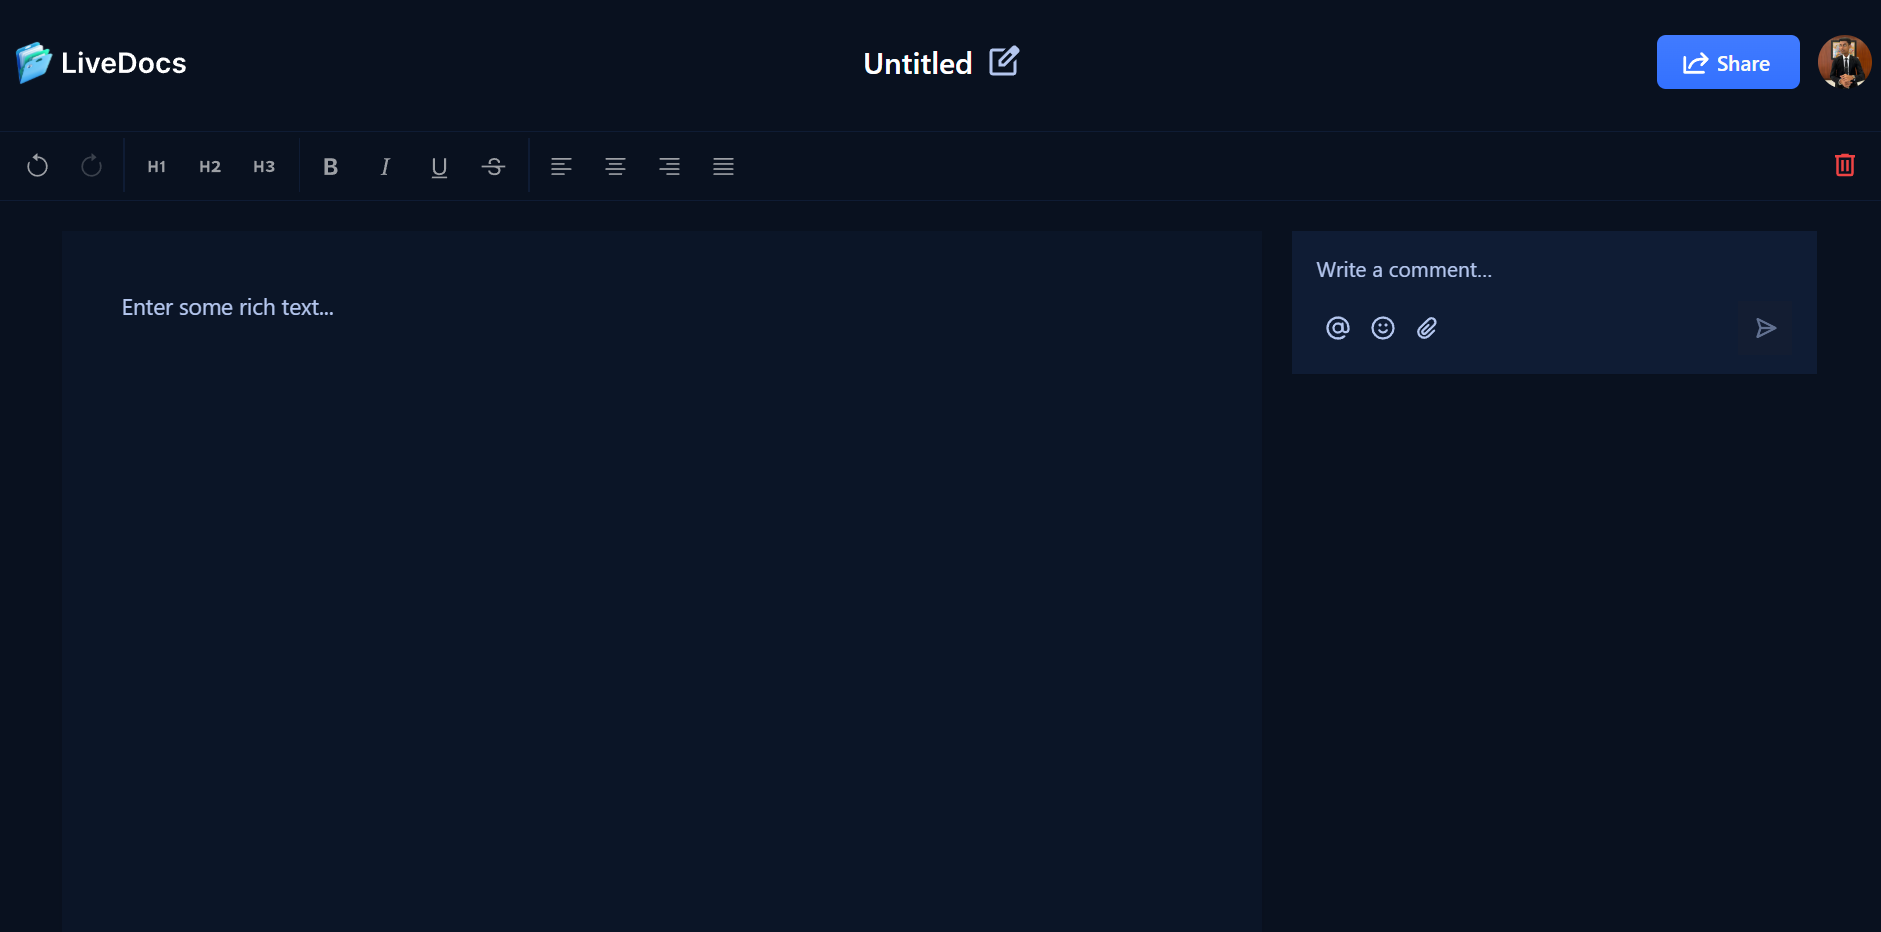 LiveDocs
Untitled
Share
H1 H2 H3 B I U S
Enter some rich text...
Write a comment...